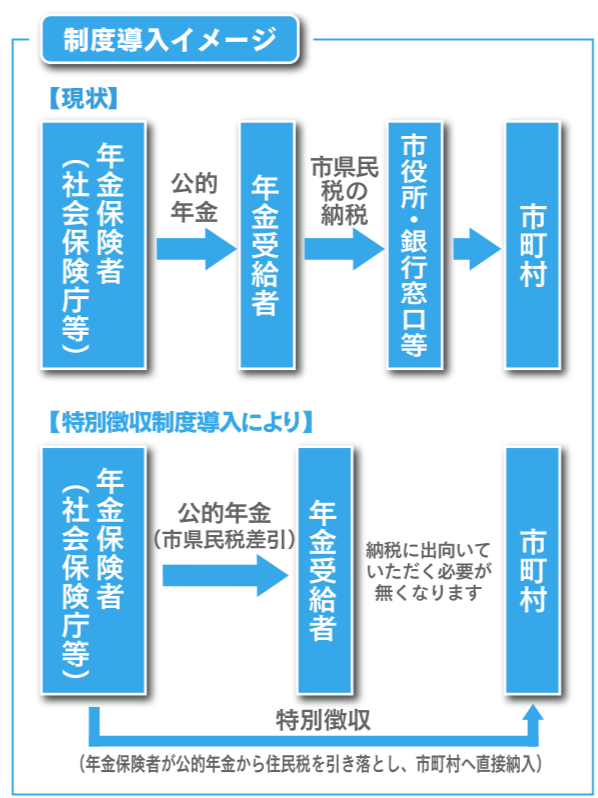 制度導入イメージ
【現状】
年金保険者
（社会保険庁等）
公的
年金
年金受給者
市県民
税の
納税
市役所・銀行窓口等
市町村
【特別徴収制度導入により】
年金保険者
（社会保険庁等）
公的年金
（市県民税差引）
年金受給者
納税に出向いて
いただく必要が
無くなります
市町村
特別徴収
（年金保険者が公的年金から住民税を引き落とし、市町村へ直接納入）